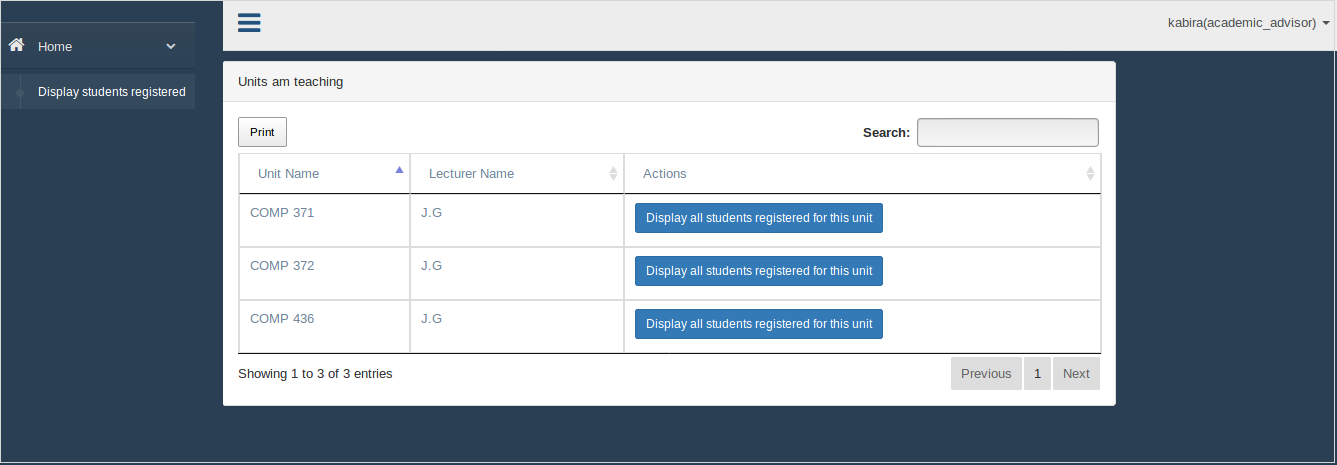 kabira(academic_advisor)
Home
Display students registered
Units am teaching
Print
Search:
Unit Name Lecturer Name Actions
COMP 371 J.G Display all students registered for this unit
COMP 372 J.G Display all students registered for this unit
COMP 436 J.G Display all students registered for this unit
Showing 1 to 3 of 3 entries
Previous 1 Next